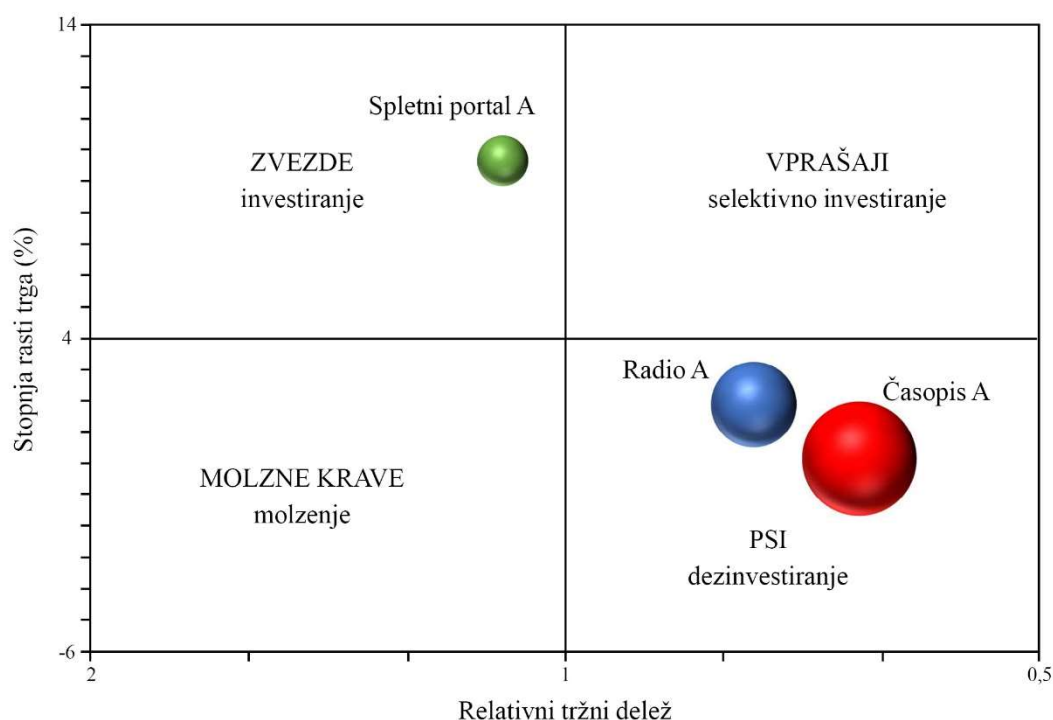 14
Spletni portal A
ZVEZDE
investiranje
VPRAŠAJI
selektivno investiranje
Stopnja rasti trga (%)
4
Radio A
Časopis A
MOLZNE KRAVE
molzenje
PSI
dezinvestiranje
-6
2
1
0,5
Relativni tržni delež